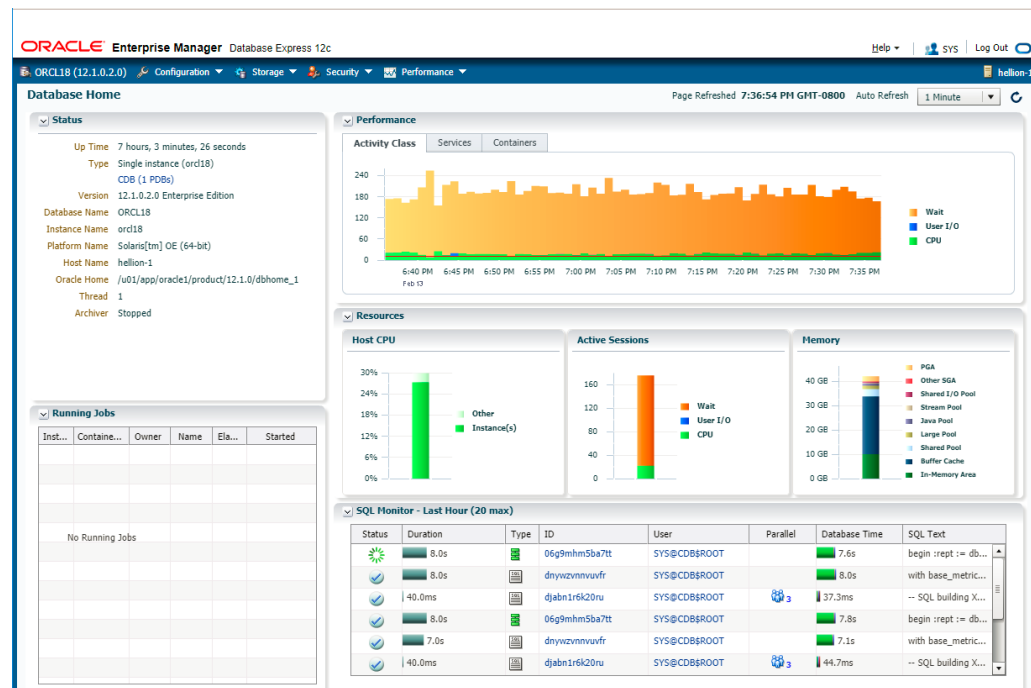 ORACLE Enterprise Manager Database Express 12c
Help SYS Log Out
ORCL18 (12.1.0.2.0) Configuration Storage Security Performance hellion-1
Database Home
Page Refreshed 7:36:54 PM GMT-0800 Auto Refresh 1 Minute
Status
Up Time 7 hours, 3 minutes, 26 seconds
Type Single instance (orcl18)
CDB (1 PDBs)
Version 12.1.0.2.0 Enterprise Edition
Database Name ORCL18
Instance Name orcl18
Platform Name Solaris[tm] OE (64-bit)
Host Name hellion-1
Oracle Home /u01/app/oracle1/product/12.1.0/dbhome_1
Thread 1
Archiver Stopped
Performance
Activity Class Services Containers
240
180
120
60
0
6:40 PM 6:45 PM 6:50 PM 6:55 PM 7:00 PM 7:05 PM 7:10 PM 7:15 PM 7:20 PM 7:25 PM 7:30 PM 7:35 PM
Feb 13
Wait
User I/O
CPU
Resources
Host CPU
30%
24%
18%
12%
6%
0%
Other
Instance(s)
Active Sessions
160
120
80
40
0
Wait
User I/O
CPU
Memory
40 GB
30 GB
20 GB
10 GB
0 GB
PGA
Other SGA
Shared I/O Pool
Stream Pool
Java Pool
Large Pool
Shared Pool
Buffer Cache
In-Memory Area
Running Jobs
Inst... Containe... Owner Name Ela... Started
No Running Jobs
SQL Monitor - Last Hour (20 max)
Status Duration Type ID User Parallel Database Time SQL Text
8.0s 06g9mhm5ba7tt SYS@CDB$ROOT 7.6s begin :rept := db...
8.0s dnywzvnnvuvfr SYS@CDB$ROOT 8.0s with base_metric...
40.0ms djabn1r6k20ru SYS@CDB$ROOT 3 37.3ms -- SQL building X...
8.0s 06g9mhm5ba7tt SYS@CDB$ROOT 7.8s begin :rept := db...
7.0s dnywzvnnvuvfr SYS@CDB$ROOT 7.1s with base_metric...
40.0ms djabn1r6k20ru SYS@CDB$ROOT 3 44.7ms -- SQL building X...